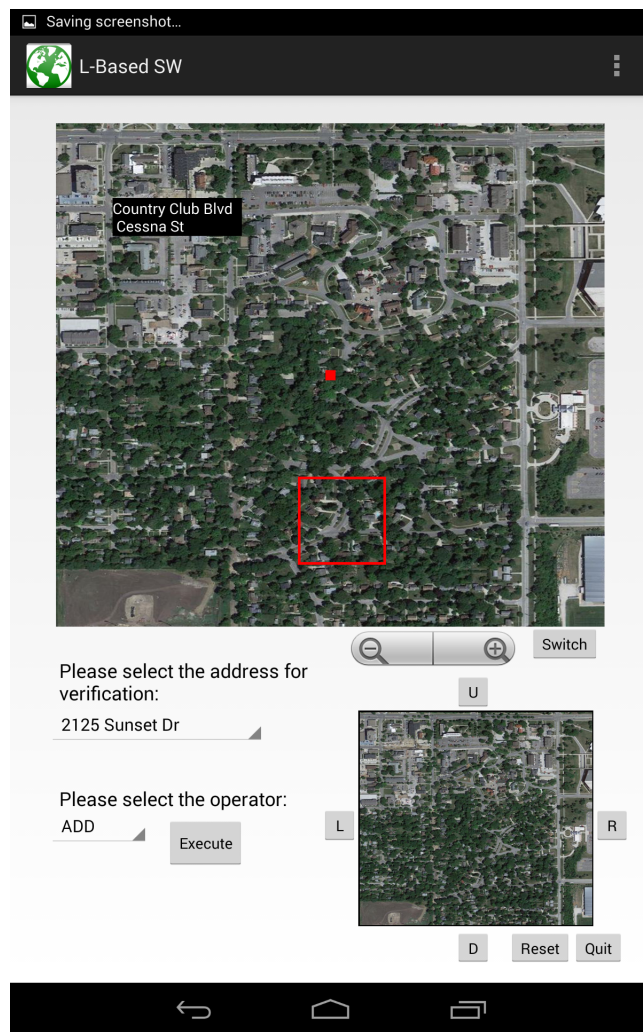 Saving screenshot...
L-Based SW
Country Club Blvd
Cessna St
Switch
Please select the address for
verification:
U
2125 Sunset Dr
Please select the operator:
ADD
Execute
L
R
D
Reset
Quit